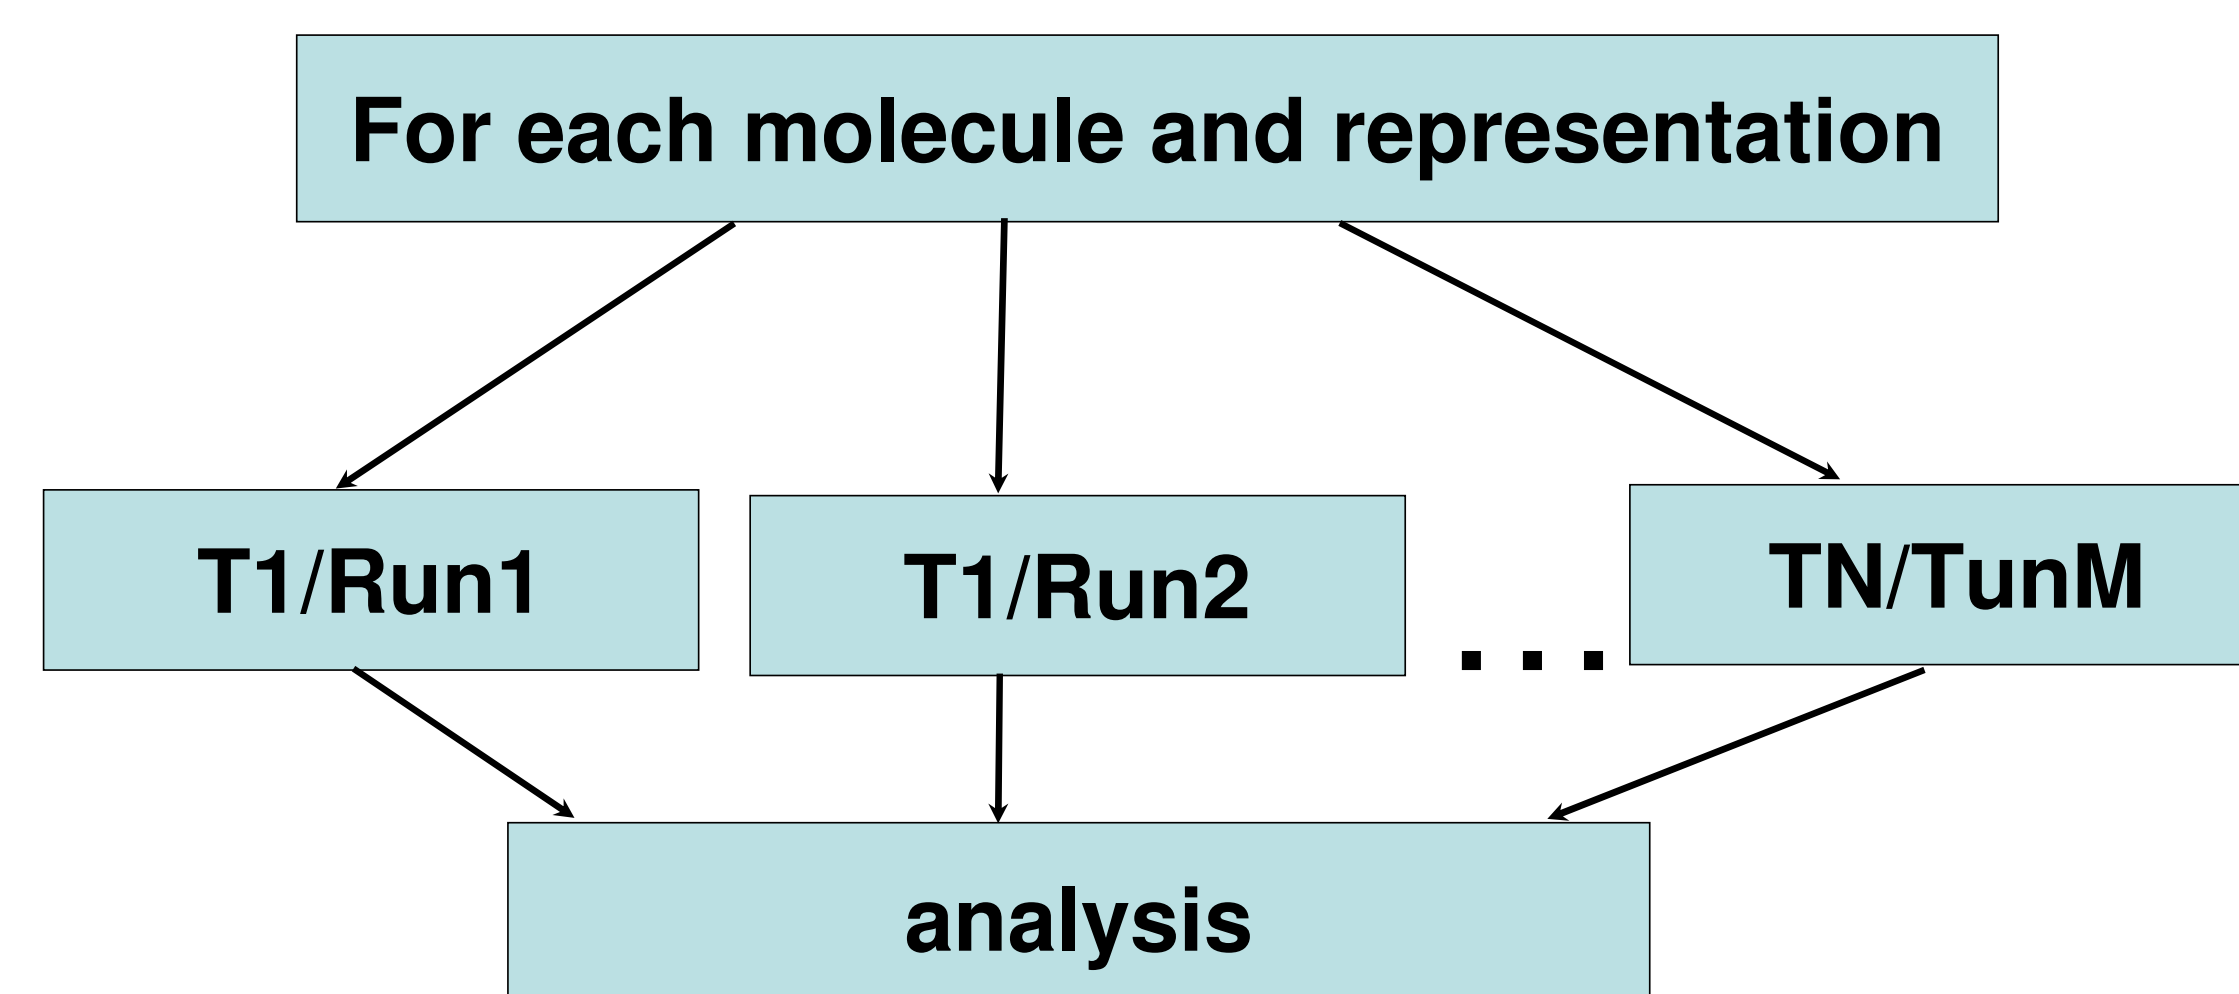 For each molecule and representation
T1/Run1
T1/Run2
...
TN/TunM
analysis